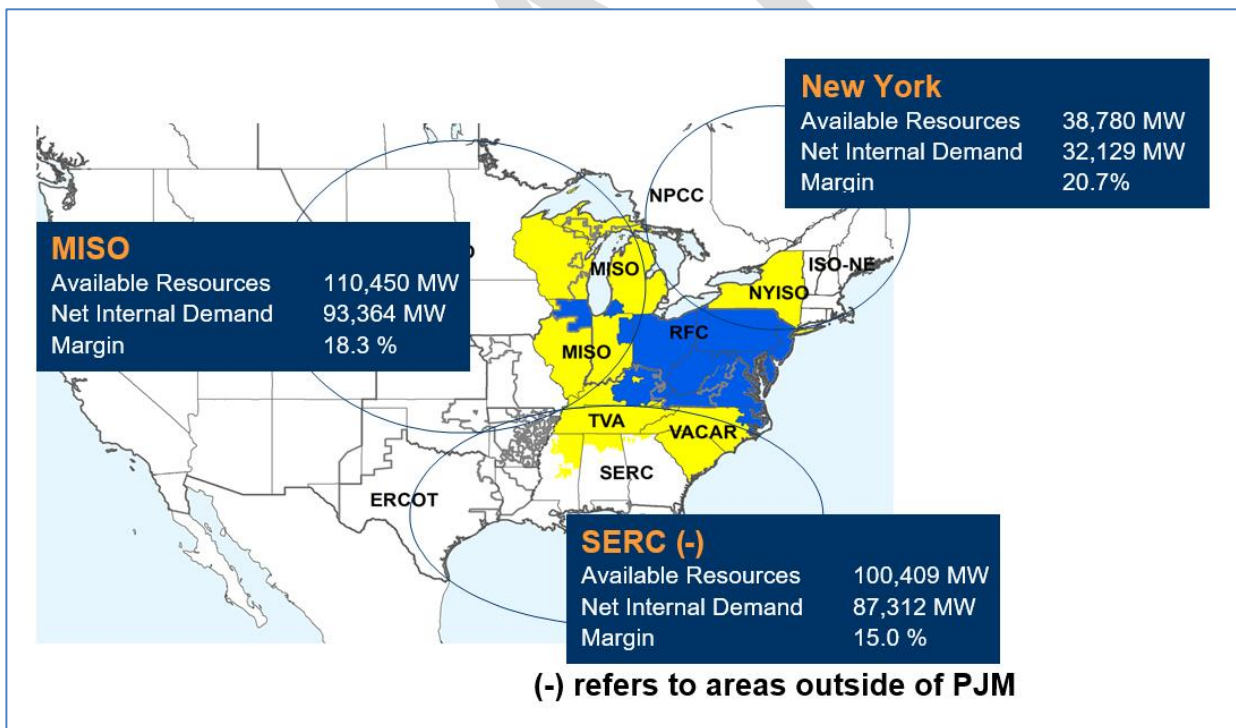 New York
Available Resources 38,780 MW
Net Internal Demand 32,129 MW
Margin 20.7%
NPCC
MISO
Available Resources 110,450 MW
Net Internal Demand 93,364 MW
Margin 18.3 %
MISO
ISO-NE
NYISO
RFC
MISO
TVA
VACAR
SERC
ERCOT
SERC (-)
Available Resources 100,409 MW
Net Internal Demand 87,312 MW
Margin 15.0 %
(-) refers to areas outside of PJM